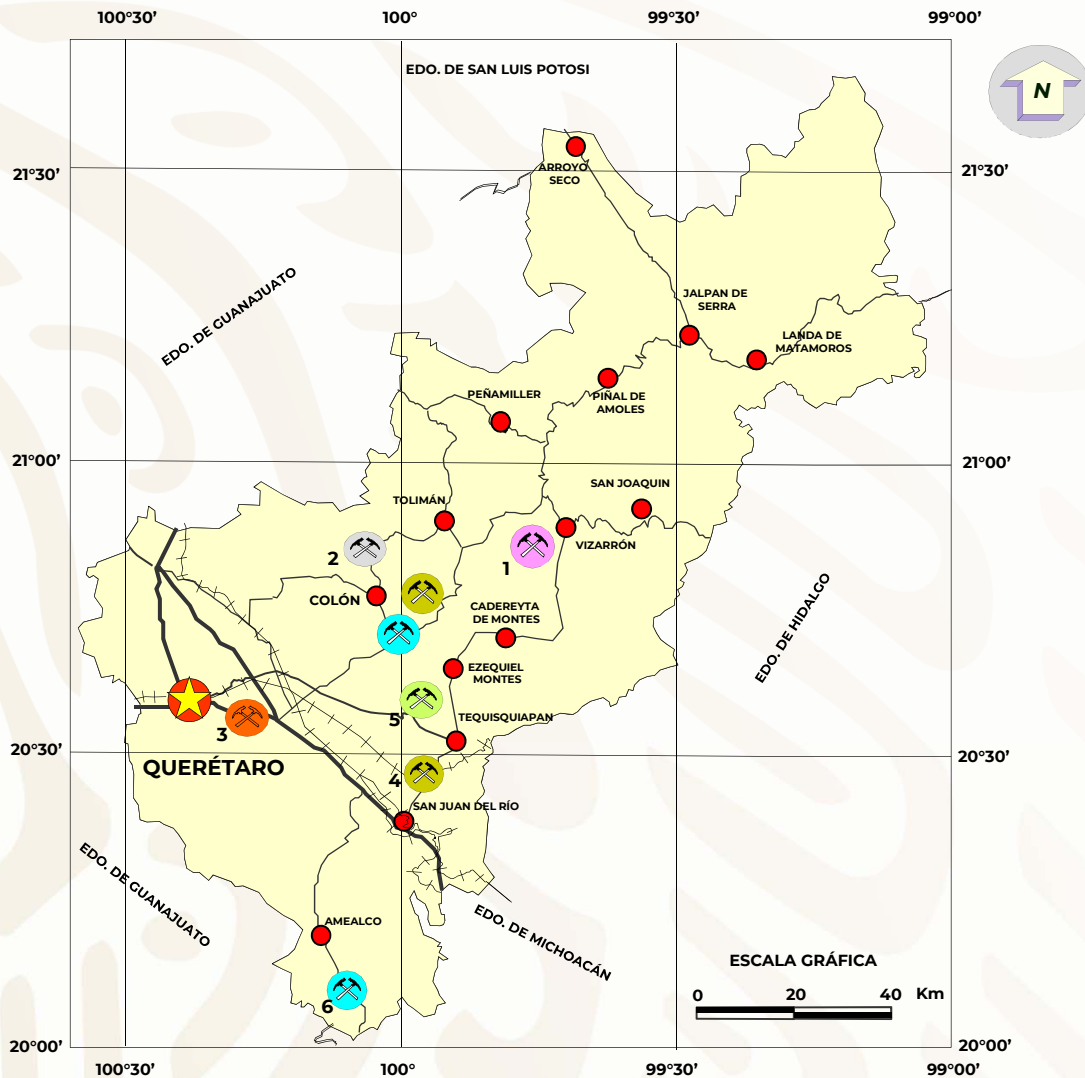 100°30’
100°
99°30’
99°00’
EDO. DE SAN LUIS POTOSI
N
ARROYO
SECO
21°30’
21°30’
EDO. DE GUANAJUATO
JALPAN DE
SERRA
LANDA DE
MATAMOROS
PEÑAMILLER
PIÑAL DE
AMOLES
21°00’
21°00’
SAN JOAQUIN
TOLIMÁN
VIZARRÓN
2
1
COLÓN
CADEREYTA
DE MONTES
EDO. DE HIDALGO
EZEQUIEL
MONTES
5
TEQUISQUIAPAN
3
20°30’
20°30’
QUERÉTARO
4
SAN JUAN DEL RÍO
EDO. DE GUANAJUATO
AMEALCO
EDO. DE MICHOACÁN
6
ESCALA GRÁFICA
0 20 40 Km
20°00’
20°00’
100°30’
100°
99°30’
99°00’